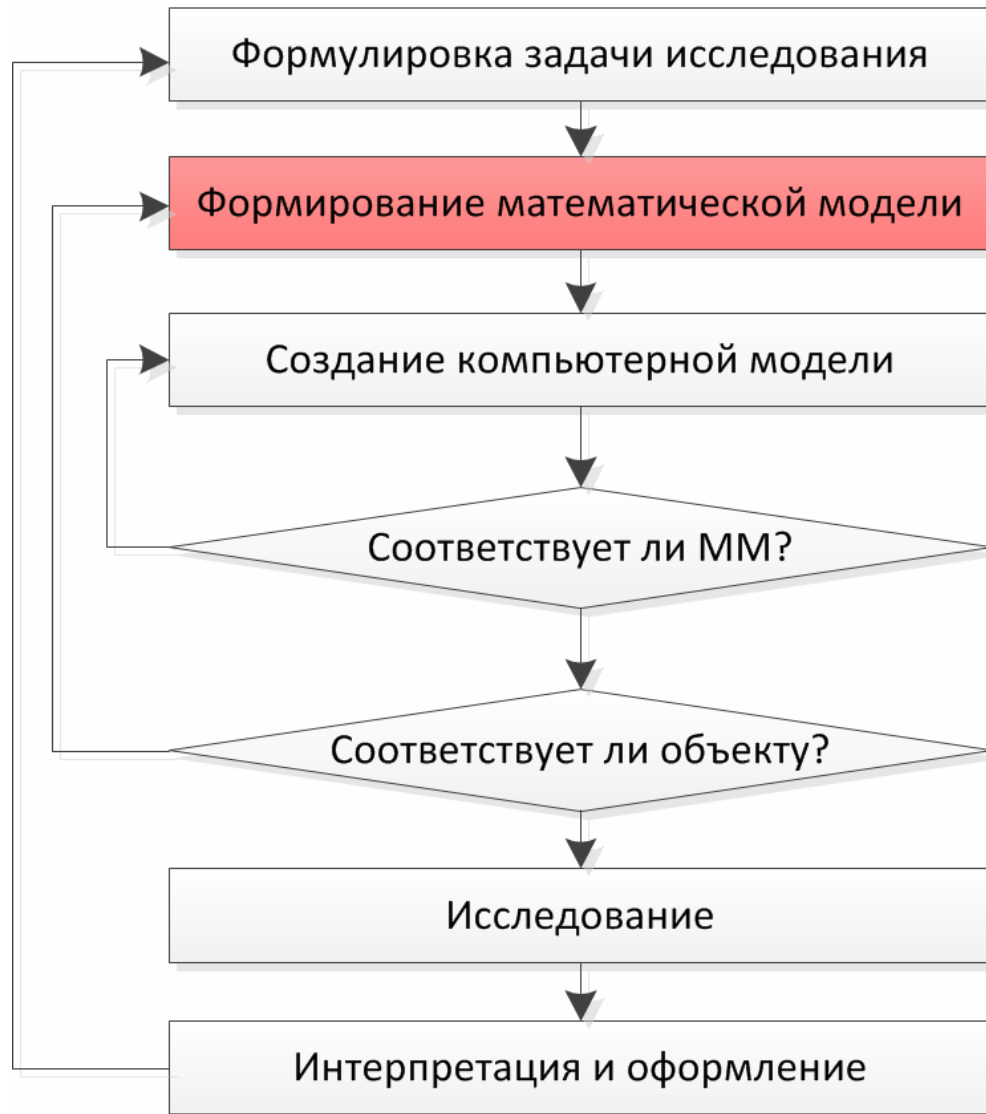 Формулировка задачи исследования
Формирование математической модели
Создание компьютерной модели
Соответствует ли ММ?
Соответствует ли объекту?
Исследование
Интерпретация и оформление